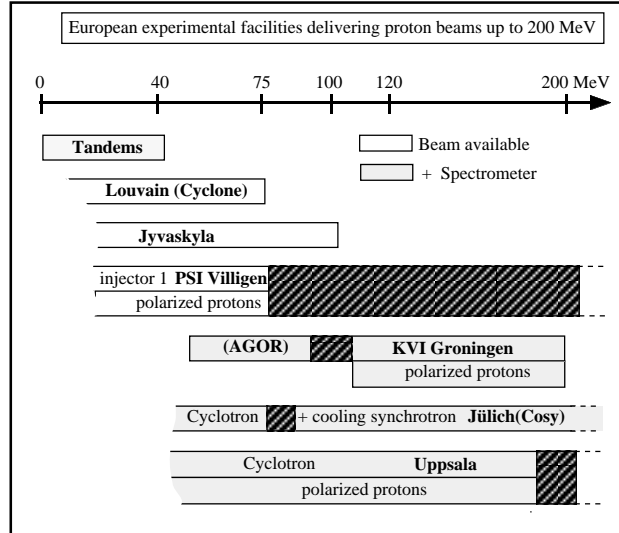 European experimental facilities delivering proton beams up to 200 MeV
0 40 75 100 120 200 MeV
Tandems
Beam available
+ Spectrometer
Louvain (Cyclone)
Jyvaskyla
injector 1 PSI Villigen
polarized protons
(AGOR) KVI Groningen
polarized protons
Cyclotron + cooling synchrotron Jülich(Cosy)
Cyclotron Uppsala
polarized protons